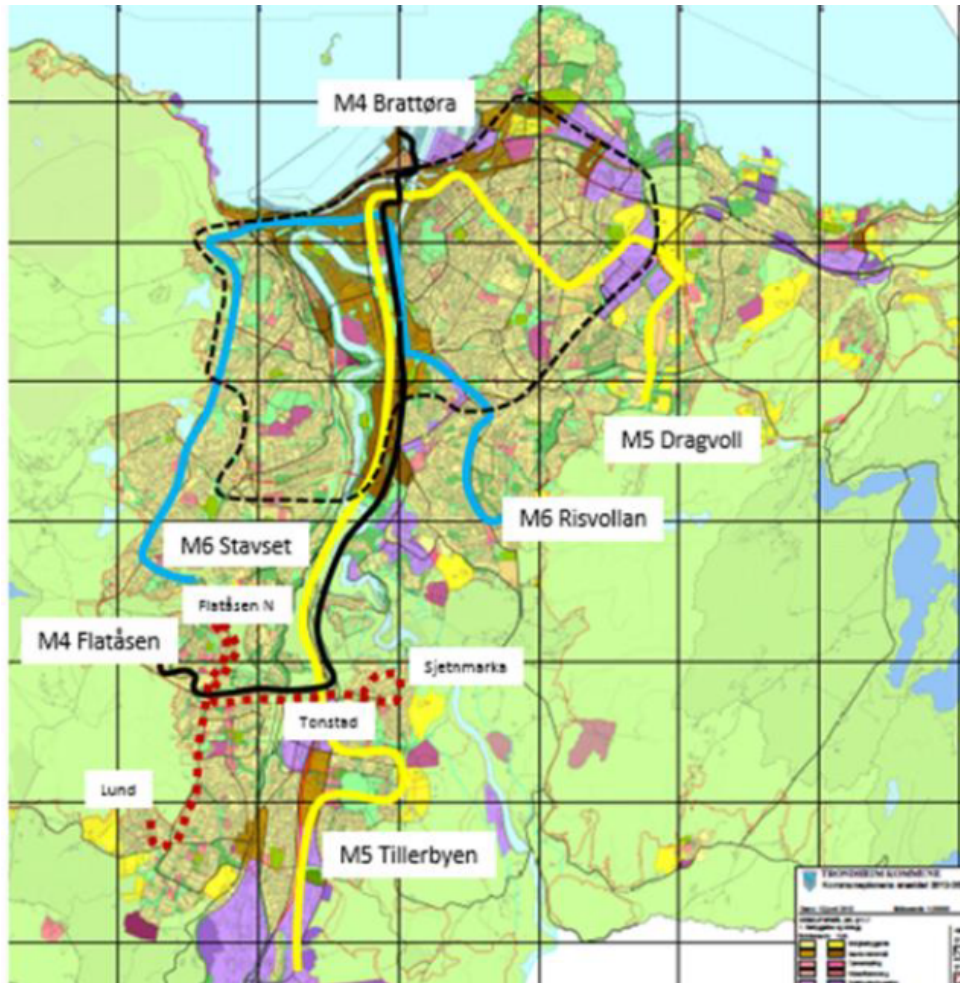 M4 Brattøra
M5 Dragvoll
M6 Risvollan
M6 Stavset
Flatåsen N
M4 Flatåsen
Sjetnmarka
Tonstad
Lund
M5 Tillerbyen
TRONDHEIM KOMMUNE